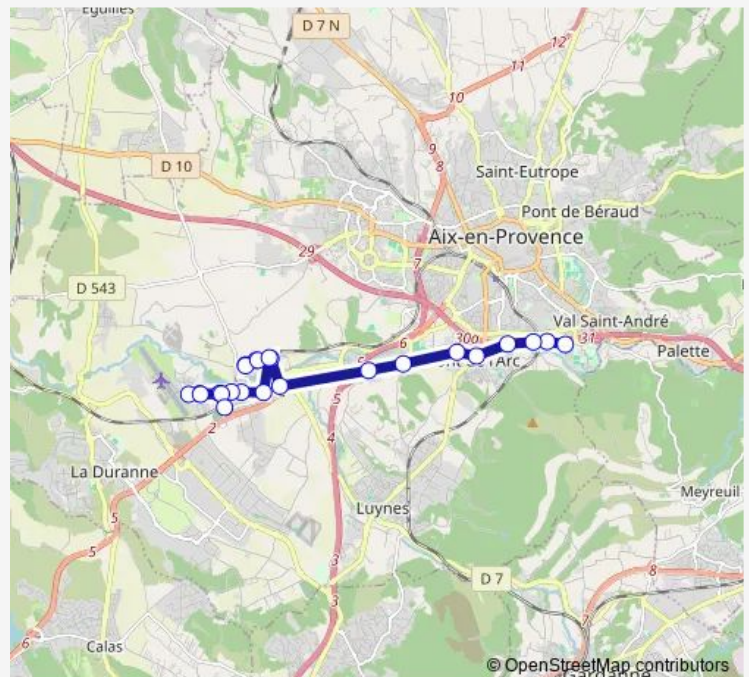 Eguilles
D 7 N
12
11
10
9
8
D 10
Saint-Eutrope
Pont de Béraud
Aix-en-Provence
29
7
D 543
Val Saint-André
30a
31
6
Palette
5
2
4
La Duranne
Meyreuil
5
Luynes
5
3
D 7
8
3
7
6
Calas
© OpenStreetMap contributors
Gardanne